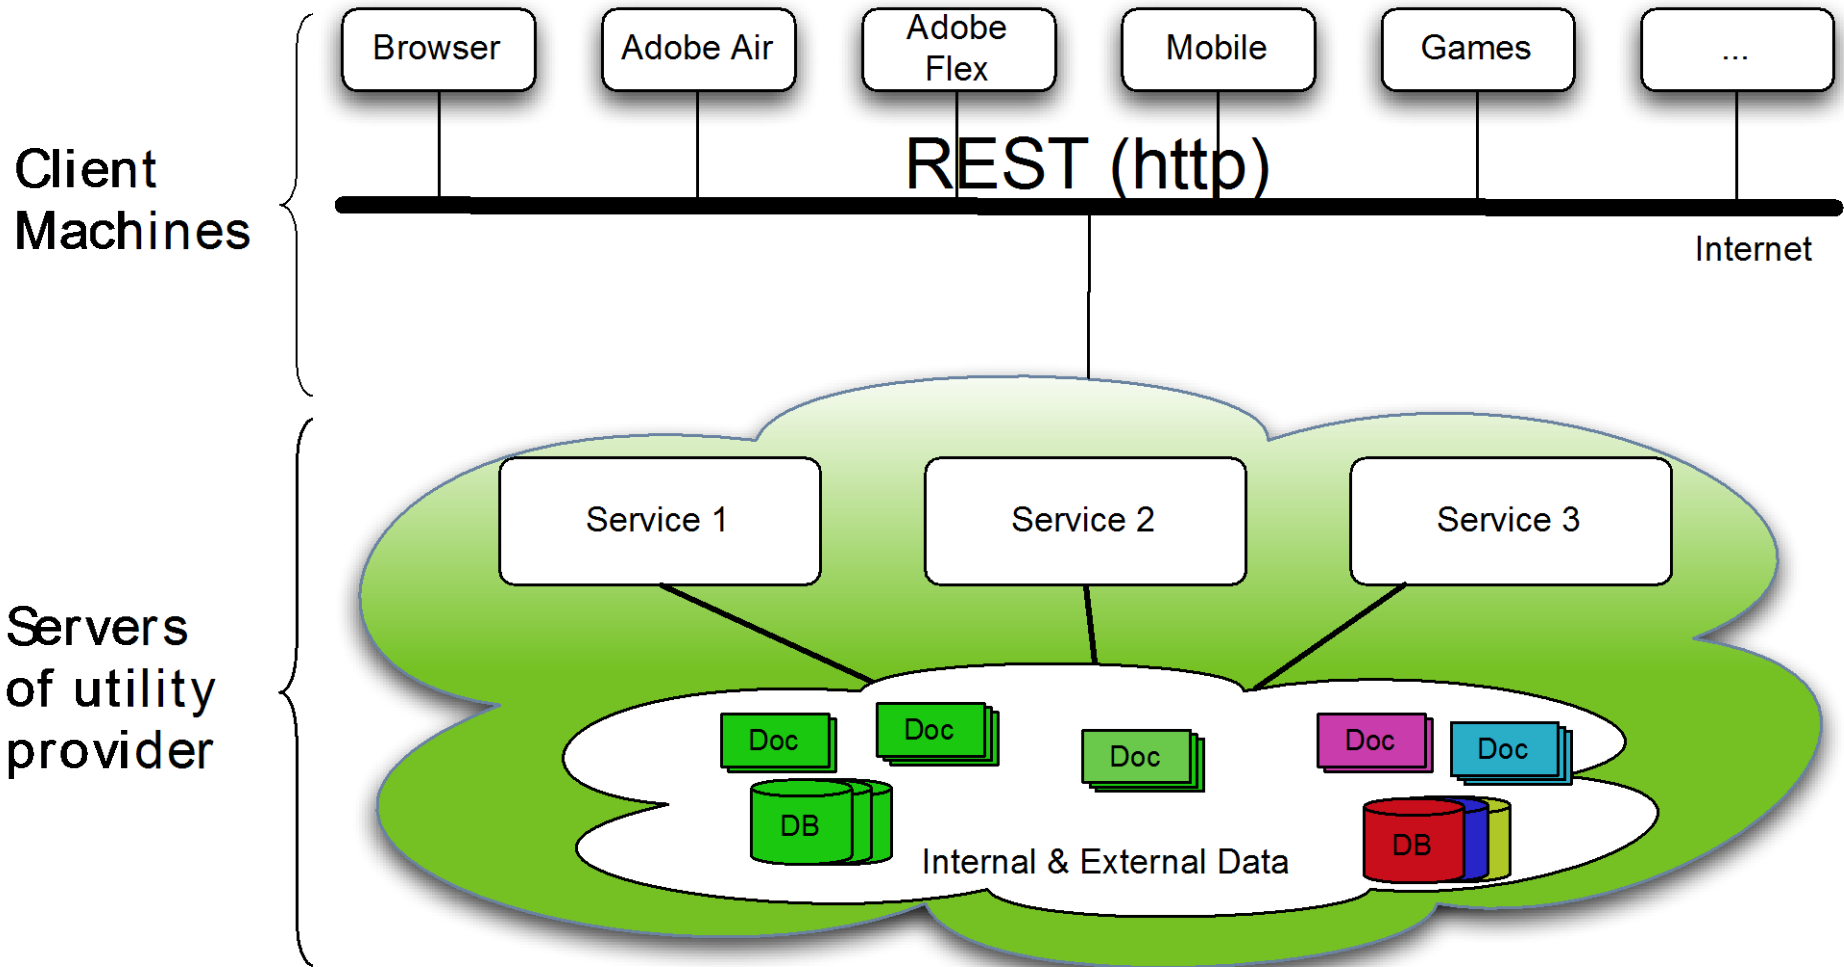 Browser
Adobe Air
Adobe
Flex
Mobile
Games
...
REST (http)
Client
Machines
Internet
Service 1
Service 2
Service 3
Servers
of utility
provider
Doc
Doc
Doc
Doc
Doc
DB
DB
Internal & External Data